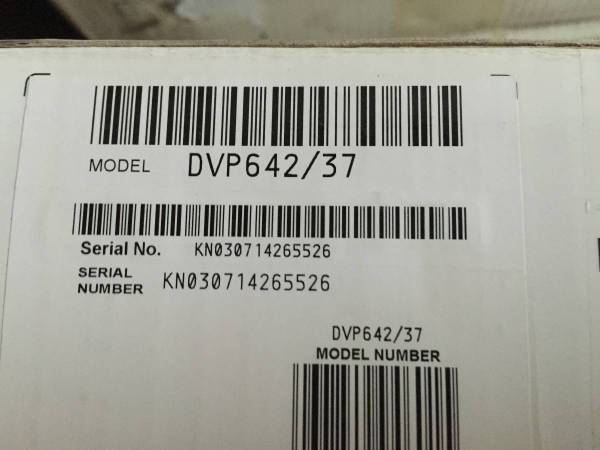 MODEL DVP642/37
Serial No. KN030714265526
SERIAL NUMBER KN030714265526
DVP642/37
MODEL NUMBER